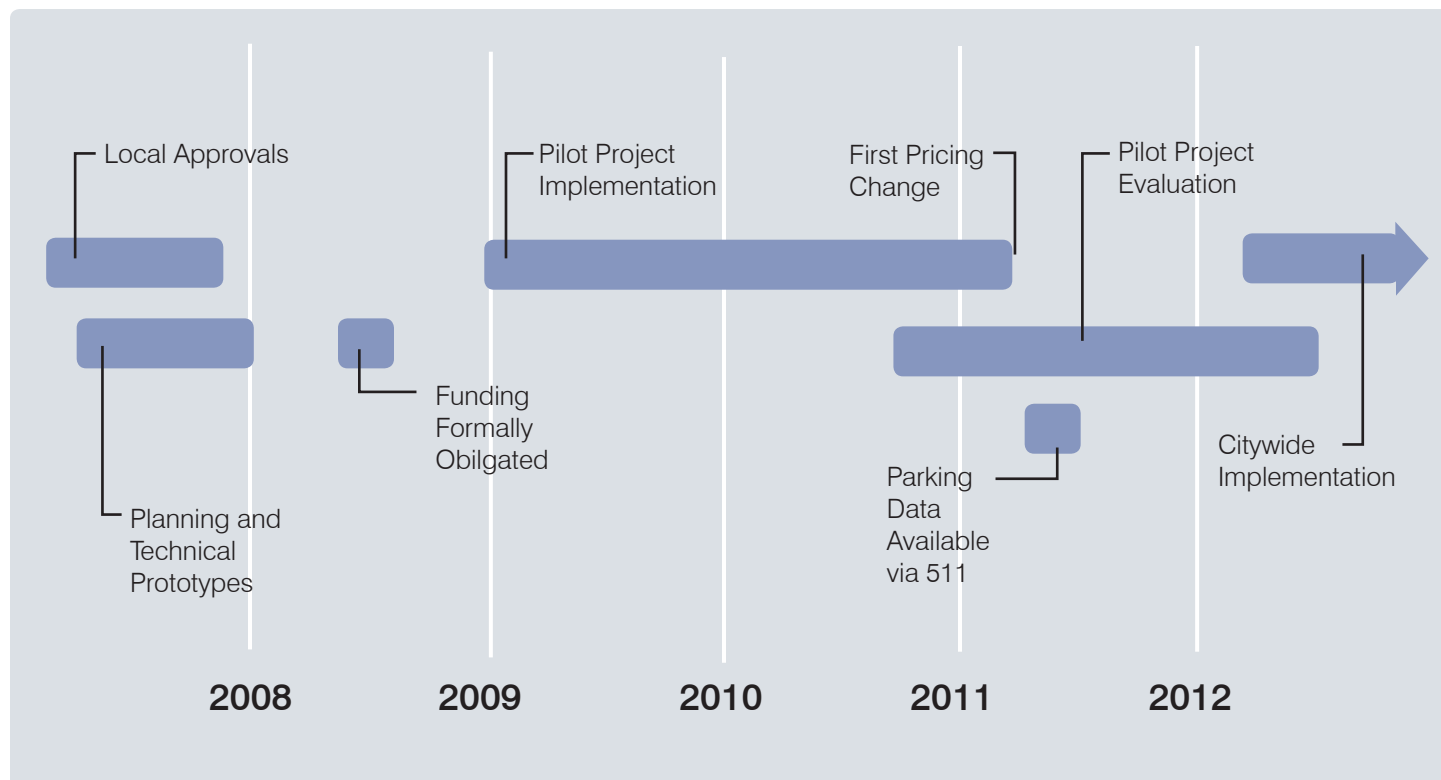 Local Approvals
Pilot Project
Implementation
First Pricing
Change
Pilot Project
Evaluation
Funding
Formally
Obilgated
Planning and
Technical
Prototypes
Parking
Data
Available
via 511
Citywide
Implementation
2008
2009
2010
2011
2012